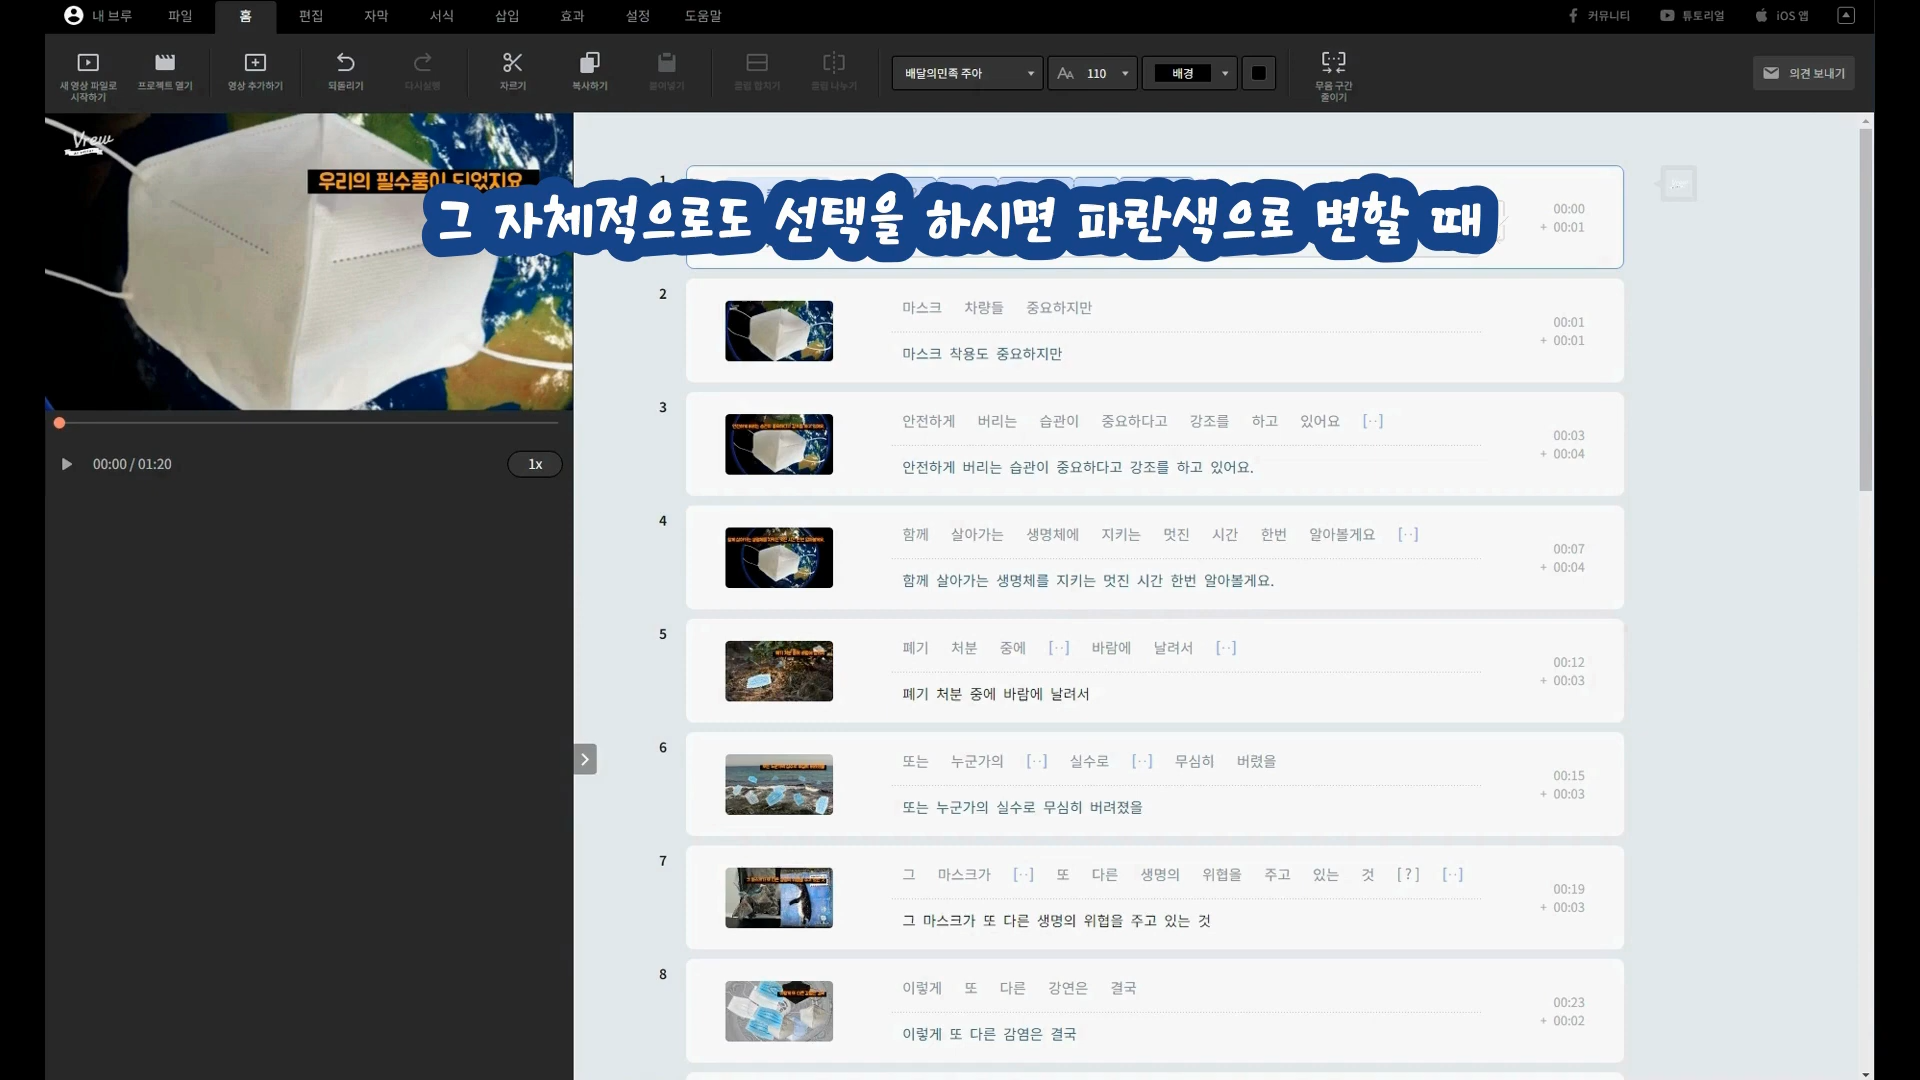 내 브루 파일 홈 편집 자막 서식 삽입 효과 설정 도움말 커뮤니티 튜토리얼 iOS 앱
새 영상 파일로 시작하기 프로젝트 열기 영상 추가하기 되돌리기 다시실행 자르기 복사하기 붙여넣기 클립 합치기 클립 나누기 배달의민족 주아 110 배경 무음 구간 줄이기 의견 보내기
Vrew
우리의 필수품이 되었지요
그 자체적으로도 선택을 하시면 파란색으로 변할 때
1
00:00
+ 00:01
2
마스크 차량들 중요하지만
마스크 착용도 중요하지만
00:01
+ 00:01
3
안전하게 버리는 습관이 중요하다고 강조를 하고 있어요 [··]
안전하게 버리는 습관이 중요하다고 강조를 하고 있어요.
00:03
+ 00:04
00:00 / 01:20
1x
4
함께 살아가는 생명체에 지키는 멋진 시간 한번 알아볼게요 [··]
함께 살아가는 생명체를 지키는 멋진 시간 한번 알아볼게요.
00:07
+ 00:04
5
폐기 처분 중에 [··] 바람에 날려서 [··]
폐기 처분 중에 바람에 날려서
00:12
+ 00:03
6
또는 누군가의 [··] 실수로 [··] 무심히 버렸을
또는 누군가의 실수로 무심히 버려졌을
00:15
+ 00:03
7
그 마스크가 [··] 또 다른 생명의 위협을 주고 있는 것 [?] [··]
그 마스크가 또 다른 생명의 위협을 주고 있는 것
00:19
+ 00:03
8
이렇게 또 다른 강연은 결국
이렇게 또 다른 감염은 결국
00:23
+ 00:02